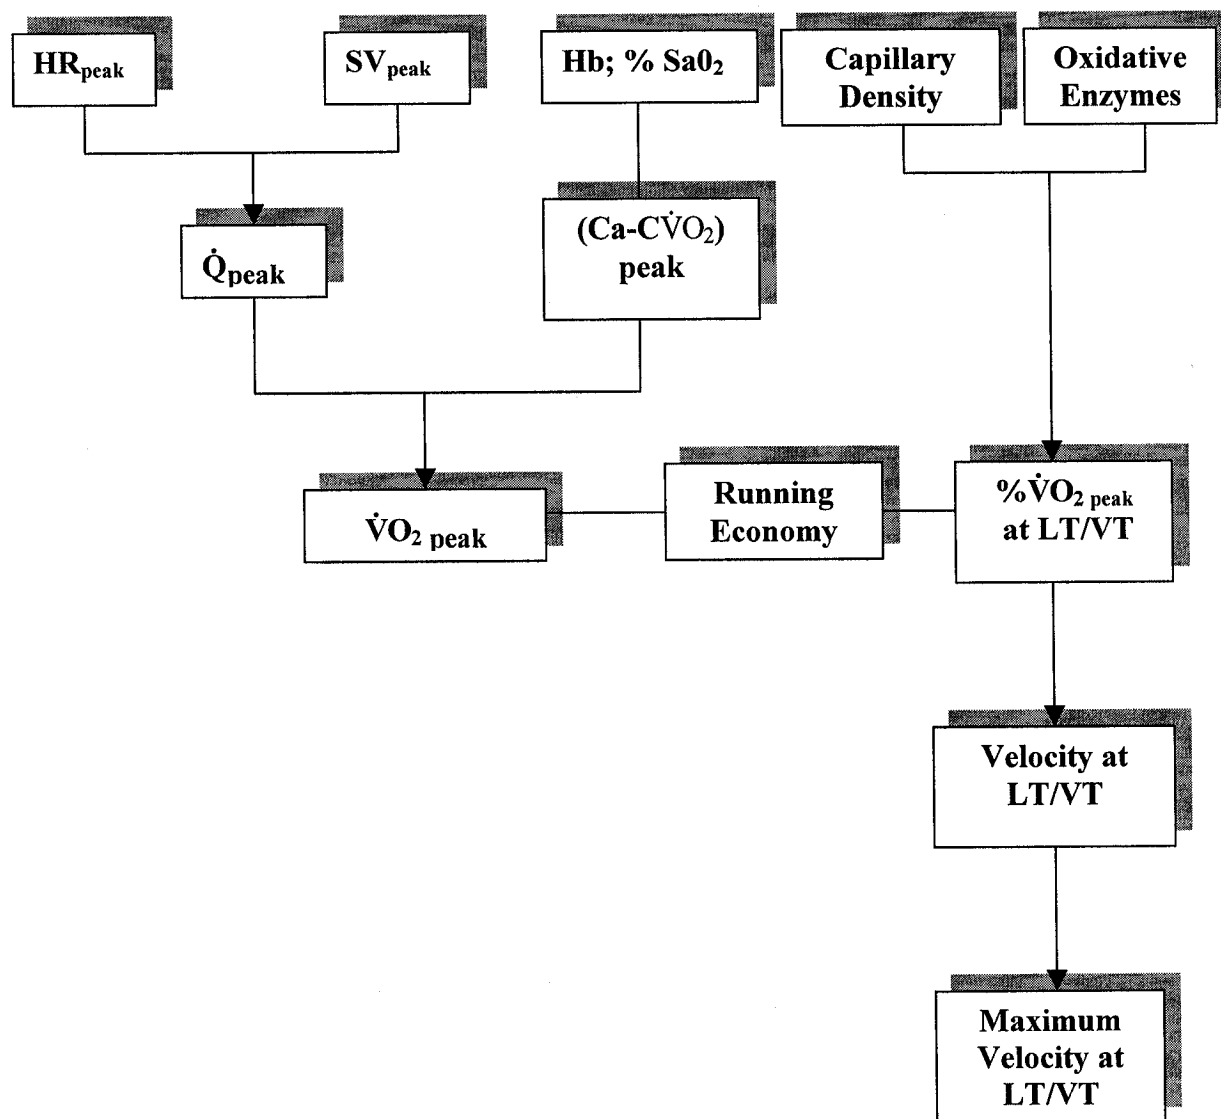 HRpeak
SVpeak
Hb; % Sa0₂
Capillary
Density
Oxidative
Enzymes
Q̇peak
(Ca-CV̇O₂)
peak
V̇O₂ peak
Running
Economy
%V̇O₂ peak
at LT/VT
Velocity at
LT/VT
Maximum
Velocity at
LT/VT